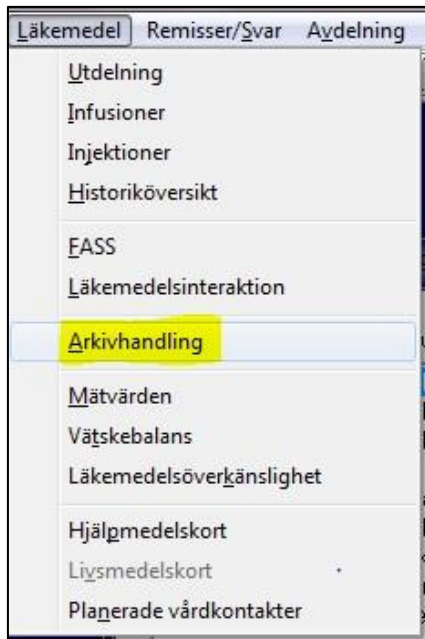 Läkemedel Remisser/Svar Avdelning
Utdelning
Infusioner
Injektioner
Historiköversikt
FASS
Läkemedelsinteraktion
Arkivhandling
Mätvärden
Vätskebalans
Läkemedelsöverkänslighet
Hjälpmedelskort
Livsmedelskort
Planerade vårdkontakter